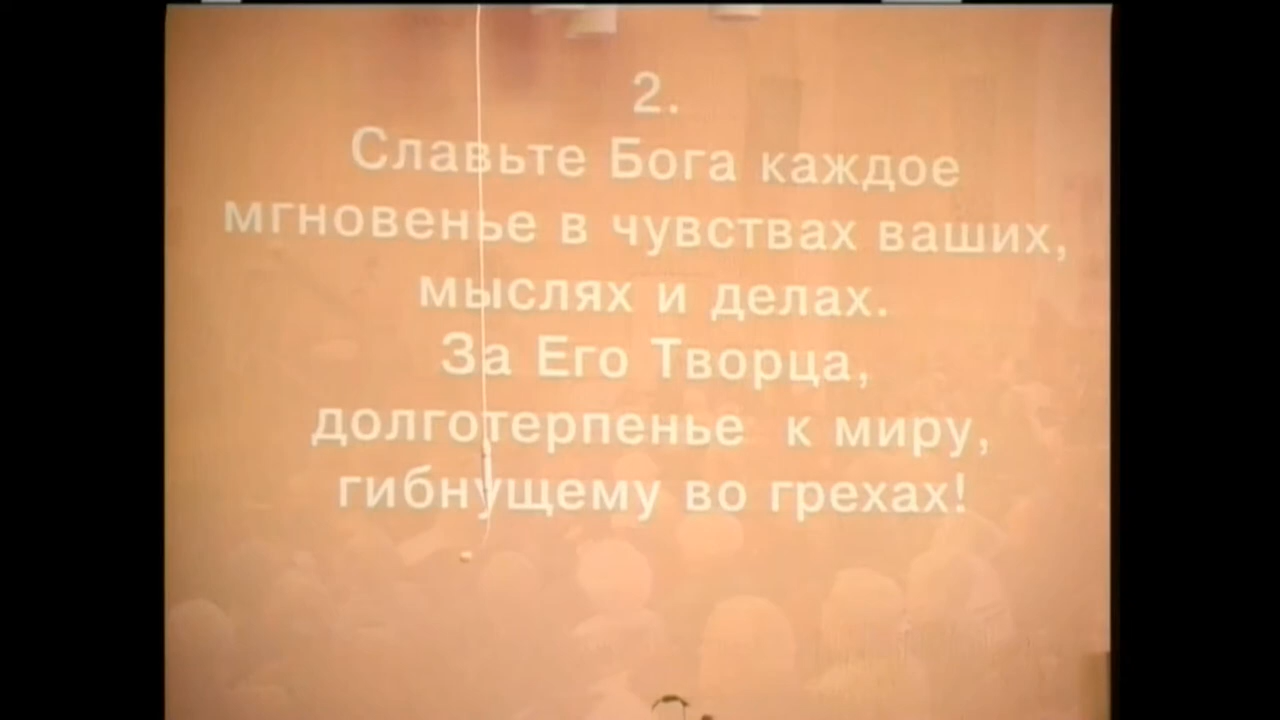 2.
Славьте Бога каждое
мгновенье в чувствах ваших,
мыслях и делах.
За Его Творца,
долготерпенье к миру,
гибнущему во грехах!